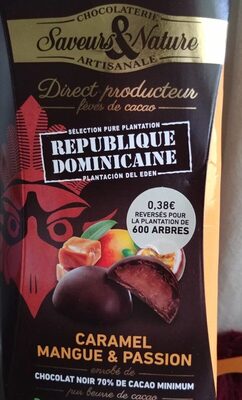 CHOCOLATERIE
Saveurs & Nature
ARTISANALE
Direct producteur
fèves de cacao
SÉLECTION PURE PLANTATION
REPUBLIQUE
DOMINICAINE
PLANTACIÓN DEL EDEN
0,38€
REVERSÉS POUR
LA PLANTATION DE
600 ARBRES
CARAMEL
MANGUE & PASSION
enrobé de
CHOCOLAT NOIR 70% DE CACAO MINIMUM
pur beurre de cacao